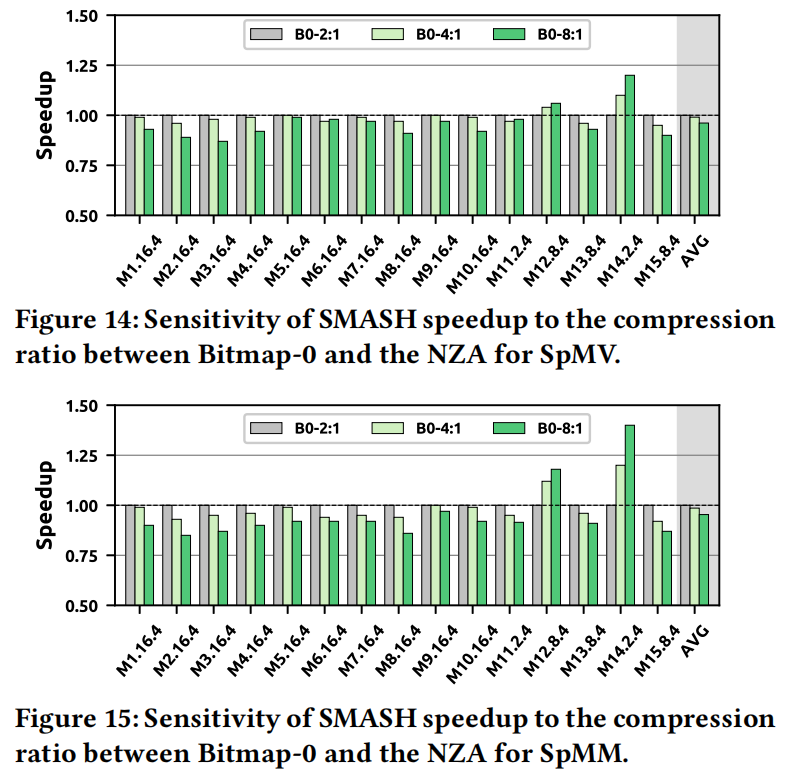 1.50
B0-2:1 B0-4:1 B0-8:1
1.25
1.00
0.75
0.50
Speedup
M1.16.4 M2.16.4 M3.16.4 M4.16.4 M5.16.4 M6.16.4 M7.16.4 M8.16.4 M9.16.4 M10.16.4 M11.2.4 M12.8.4 M13.8.4 M14.2.4 M15.8.4 AVG
Figure 14: Sensitivity of SMASH speedup to the compression
ratio between Bitmap-0 and the NZA for SpMV.
1.50
B0-2:1 B0-4:1 B0-8:1
1.25
1.00
0.75
0.50
Speedup
M1.16.4 M2.16.4 M3.16.4 M4.16.4 M5.16.4 M6.16.4 M7.16.4 M8.16.4 M9.16.4 M10.16.4 M11.2.4 M12.8.4 M13.8.4 M14.2.4 M15.8.4 AVG
Figure 15: Sensitivity of SMASH speedup to the compression
ratio between Bitmap-0 and the NZA for SpMM.